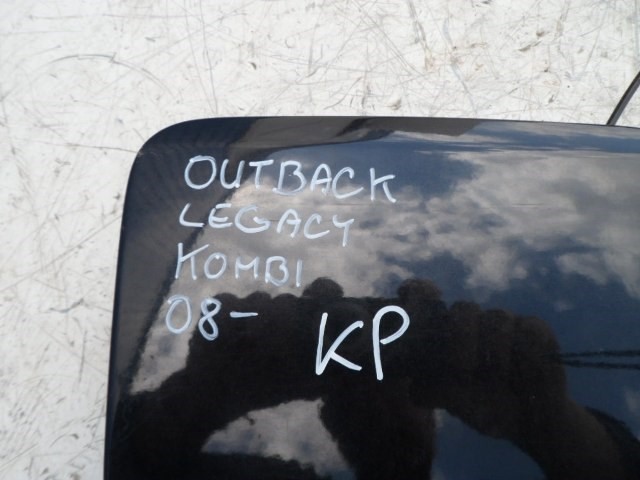 OUTBACK
LEGACY
KOMBI
08-
KP